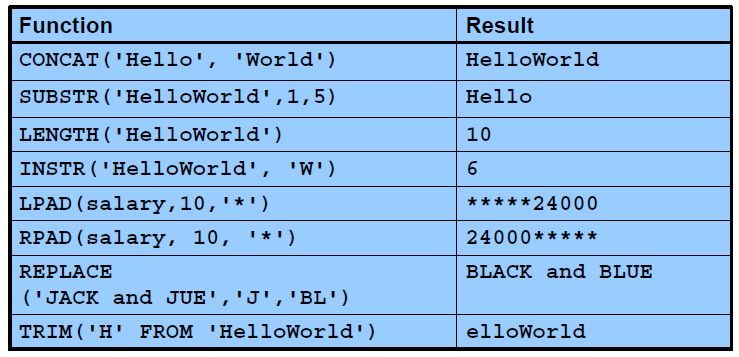 Function Result
CONCAT('Hello', 'World') HelloWorld
SUBSTR('HelloWorld',1,5) Hello
LENGTH('HelloWorld') 10
INSTR('HelloWorld', 'W') 6
LPAD(salary,10,'*') *****24000
RPAD(salary, 10, '*') 24000*****
REPLACE BLACK and BLUE
('JACK and JUE','J','BL')
TRIM('H' FROM 'HelloWorld') elloWorld